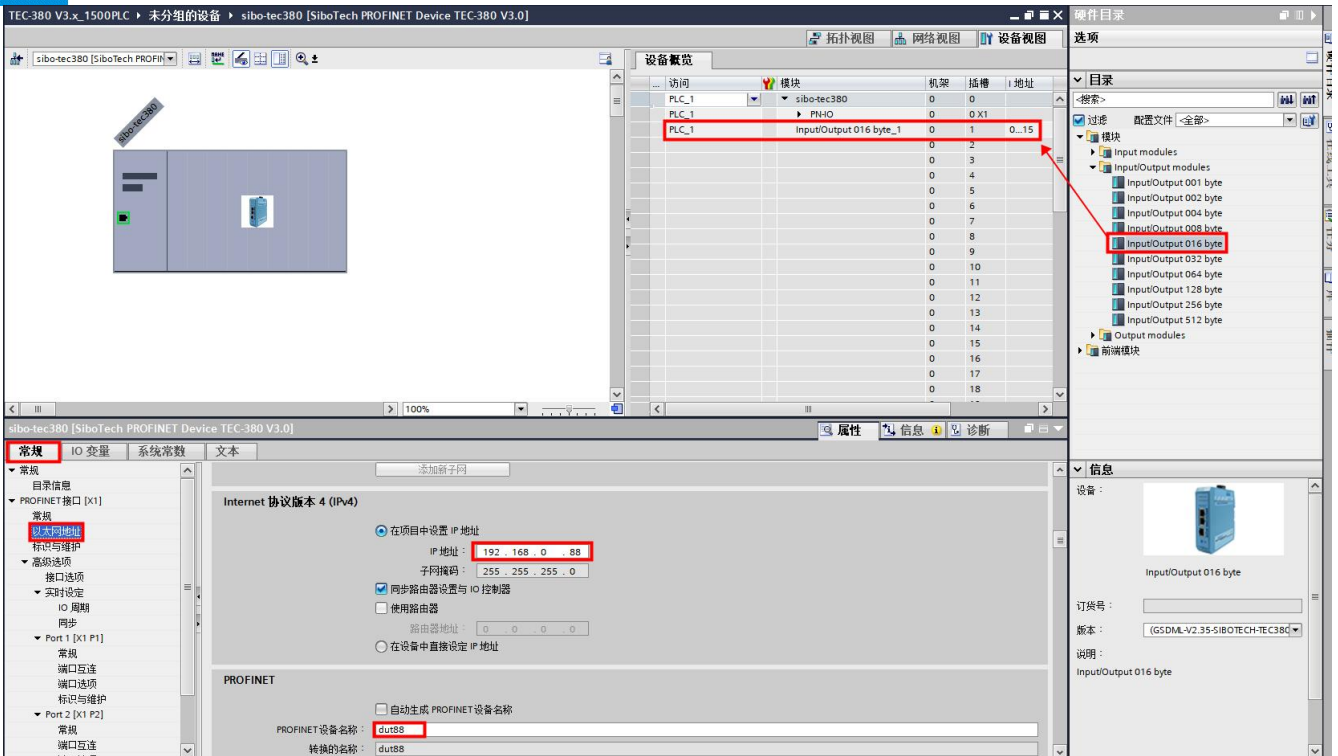 TEC-380 V3.x_1500PLC ▸ 未分组的设备 ▸ sibo-tec380 [SiboTech PROFINET Device TEC-380 V3.0]
拓扑视图 网络视图 设备视图
sibo-tec380 [SiboTech PROFIN
sibo-tec380
100%
设备概览
... 访问 模块 机架 插槽 I 地址
PLC_1 sibo-tec380 0 0
PLC_1 PN-IO 0 0 X1
PLC_1 Input/Output 016 byte_1 0 1 0...15
0 2
0 3
0 4
0 5
0 6
0 7
0 8
0 9
0 10
0 11
0 12
0 13
0 14
0 15
0 16
0 17
0 18
硬件目录
选项
目录
<搜索>
过滤 配置文件 <全部>
模块
Input modules
Input/Output modules
Input/Output 001 byte
Input/Output 002 byte
Input/Output 004 byte
Input/Output 008 byte
Input/Output 016 byte
Input/Output 032 byte
Input/Output 064 byte
Input/Output 128 byte
Input/Output 256 byte
Input/Output 512 byte
Output modules
前端模块
信息
设备：
Input/Output 016 byte
订货号：
版本： (GSDML-V2.35-SIBOTECH-TEC380
说明：
Input/Output 016 byte
sibo-tec380 [SiboTech PROFINET Device TEC-380 V3.0]
属性 信息 诊断
常规 IO 变量 系统常数 文本
常规
目录信息
PROFINET接口 [X1]
常规
以太网地址
标识与维护
高级选项
接口选项
实时设定
IO 周期
同步
Port 1 [X1 P1]
常规
端口互连
端口选项
标识与维护
Port 2 [X1 P2]
常规
端口互连
添加新子网
Internet 协议版本 4 (IPv4)
在项目中设置 IP 地址
IP 地址： 192 . 168 . 0 . 88
子网掩码： 255 . 255 . 255 . 0
同步路由器设置与 IO 控制器
使用路由器
路由器地址： 0 . 0 . 0 . 0
在设备中直接设定 IP 地址
PROFINET
自动生成 PROFINET 设备名称
PROFINET 设备名称： dut88
转换的名称： dut88